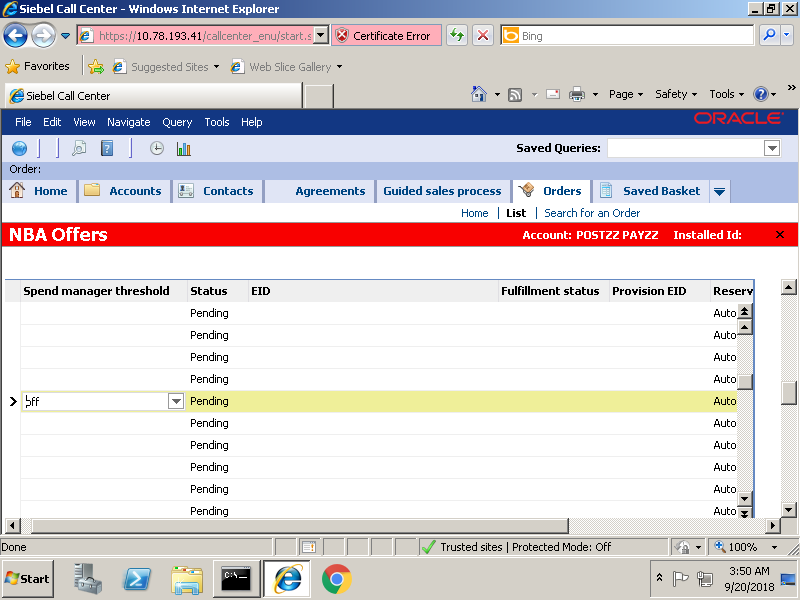 Siebel Call Center - Windows Internet Explorer
https://10.78.193.41/callcenter_enu/start.s
Certificate Error
Bing
Favorites
Suggested Sites
Web Slice Gallery
Siebel Call Center
Page
Safety
Tools
File Edit View Navigate Query Tools Help
ORACLE
Saved Queries:
Order:
Home
Accounts
Contacts
Agreements
Guided sales process
Orders
Saved Basket
Home | List | Search for an Order
NBA Offers
Account: POSTZZ PAYZZ Installed Id:
Spend manager threshold Status EID Fulfillment status Provision EID Reserv
Pending Auto
Pending Auto
Pending Auto
Pending Auto
off Pending Auto
Pending Auto
Pending Auto
Pending Auto
Pending Auto
Pending Auto
Done
Trusted sites | Protected Mode: Off
100%
Start
3:50 AM
9/20/2018